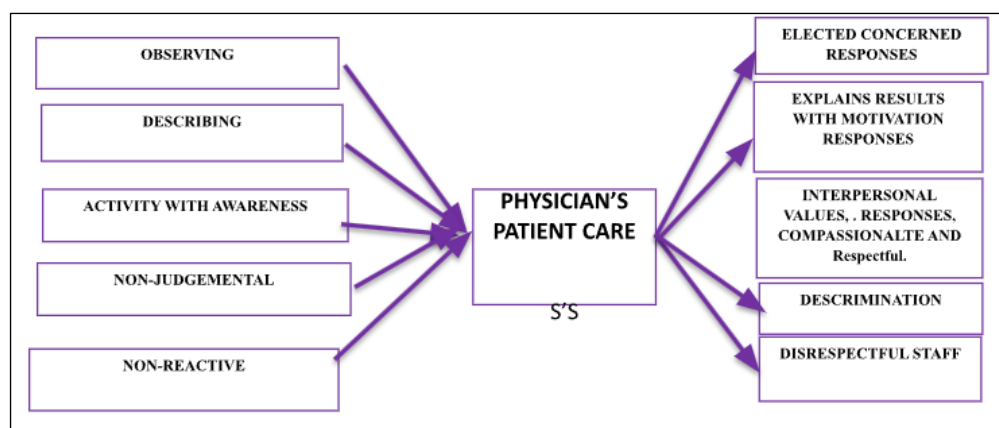 OBSERVING
DESCRIBING
ACTIVITY WITH AWARENESS
NON-JUDGEMENTAL
NON-REACTIVE
PHYSICIAN’S
PATIENT CARE
S’S
ELECTED CONCERNED
RESPONSES
EXPLAINS RESULTS
WITH MOTIVATION
RESPONSES
INTERPERSONAL
VALUES, . RESPONSES,
COMPASSIONALTE AND
Respectful.
DESCRIMINATION
DISRESPECTFUL STAFF